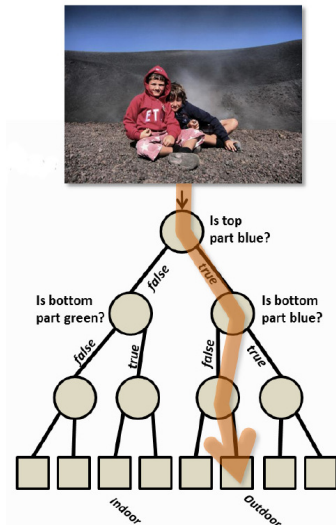 ET
Is top
part blue?
false
true
Is bottom
part green?
Is bottom
part blue?
false
true
false
true
Indoor
Outdoor